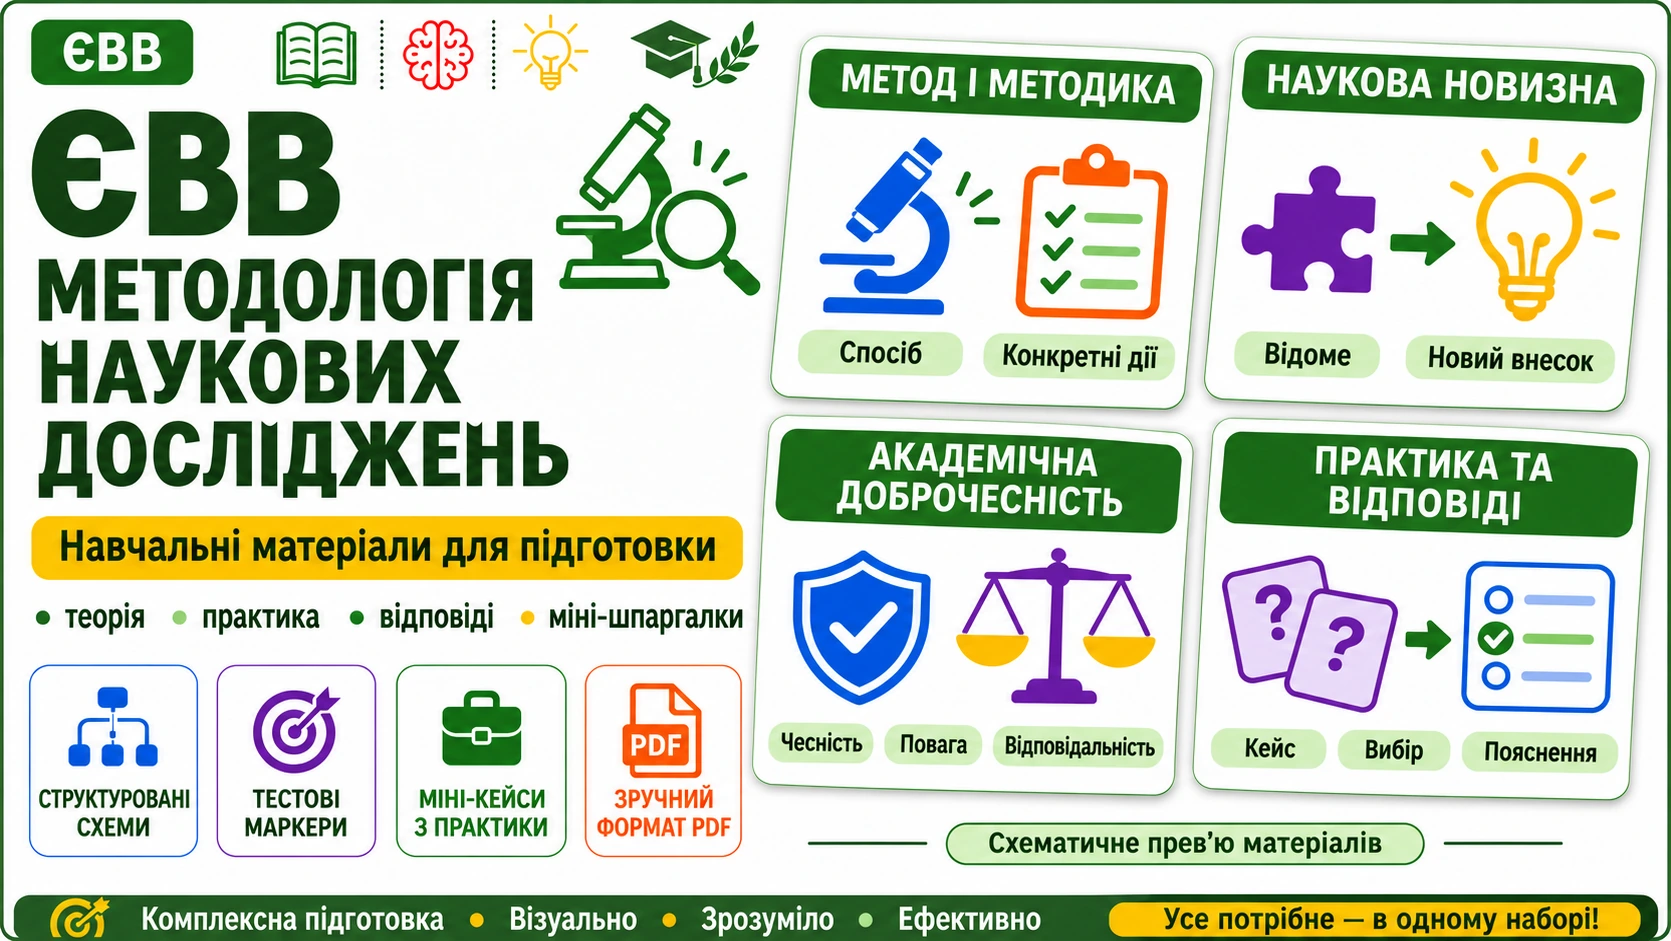 ЄВВ
ЄВВ
МЕТОДОЛОГІЯ
НАУКОВИХ
ДОСЛІДЖЕНЬ
Навчальні матеріали для підготовки
• теорія • практика • відповіді • міні-шпаргалки
СТРУКТУРОВАНІ
СХЕМИ
ТЕСТОВІ
МАРКЕРИ
МІНІ-КЕЙСИ
З ПРАКТИКИ
PDF
ЗРУЧНИЙ
ФОРМАТ PDF
МЕТОД І МЕТОДИКА
Спосіб
Конкретні дії
НАУКОВА НОВИЗНА
Відоме
Новий внесок
АКАДЕМІЧНА
ДОБРОЧЕСНІСТЬ
Чесність
Повага
Відповідальність
ПРАКТИКА ТА
ВІДПОВІДІ
? ?
Кейс
Вибір
Пояснення
Схематичне прев’ю матеріалів
Комплексна підготовка • Візуально • Зрозуміло • Ефективно
Усе потрібне — в одному наборі!